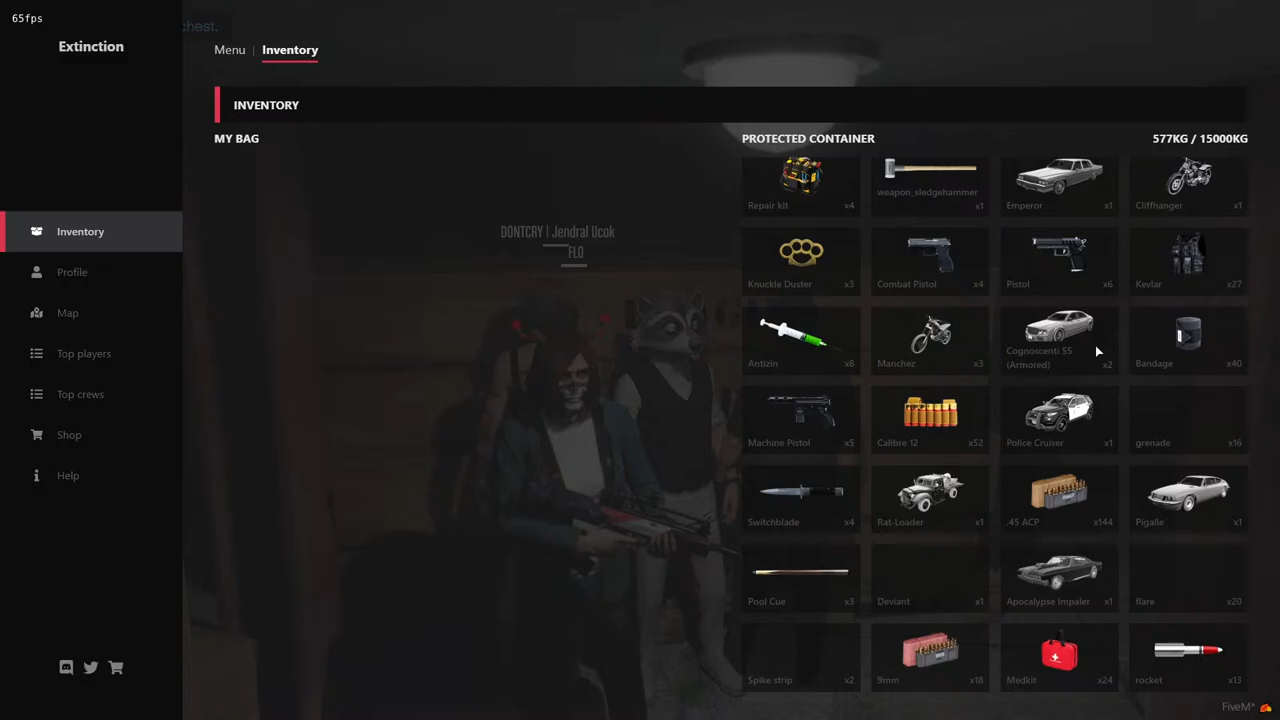 65fps
chest.
Extinction
Menu | Inventory
INVENTORY
MY BAG
PROTECTED CONTAINER 577KG / 15000KG
Inventory
Profile
Map
Top players
Top crews
Shop
Help
DONTCRY | Jendral Ucok
FLO
Repair kit x4
weapon_sledgehammer x1
Emperor x1
Cliffhanger x1
Knuckle Duster x3
Combat Pistol x4
Pistol x6
Kevlar x27
Antizin x8
Manchez x3
Cognoscenti 55
(Armored) x2
Bandage x40
Machine Pistol x5
Calibre 12 x52
Police Cruiser x1
grenade x16
Switchblade x4
Rat-Loader x1
.45 ACP x144
Pigalle x1
Pool Cue x3
Deviant x1
Apocalypse Impaler x1
flare x20
Spike strip x2
9mm x18
Medkit x24
rocket x13
FiveM*